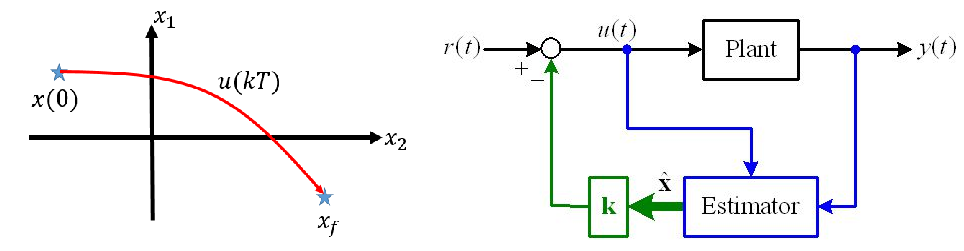 x₁
x(0)
u(kT)
x₂
x_f
r(t)
+
−
u(t)
Plant
y(t)
k
x̂
Estimator